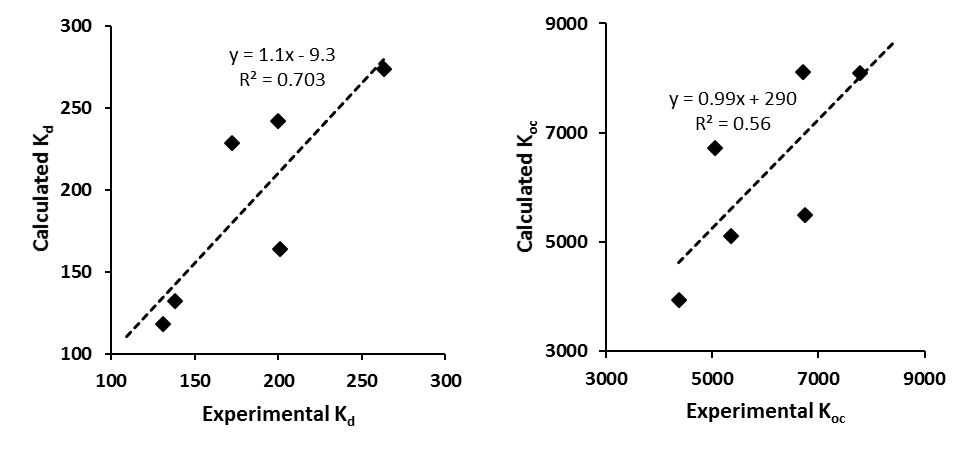 300
250
200
150
100
100
150
200
250
300
Calculated Kd
Experimental Kd
y = 1.1x - 9.3
R² = 0.703
9000
7000
5000
3000
3000
5000
7000
9000
Calculated Koc
Experimental Koc
y = 0.99x + 290
R² = 0.56